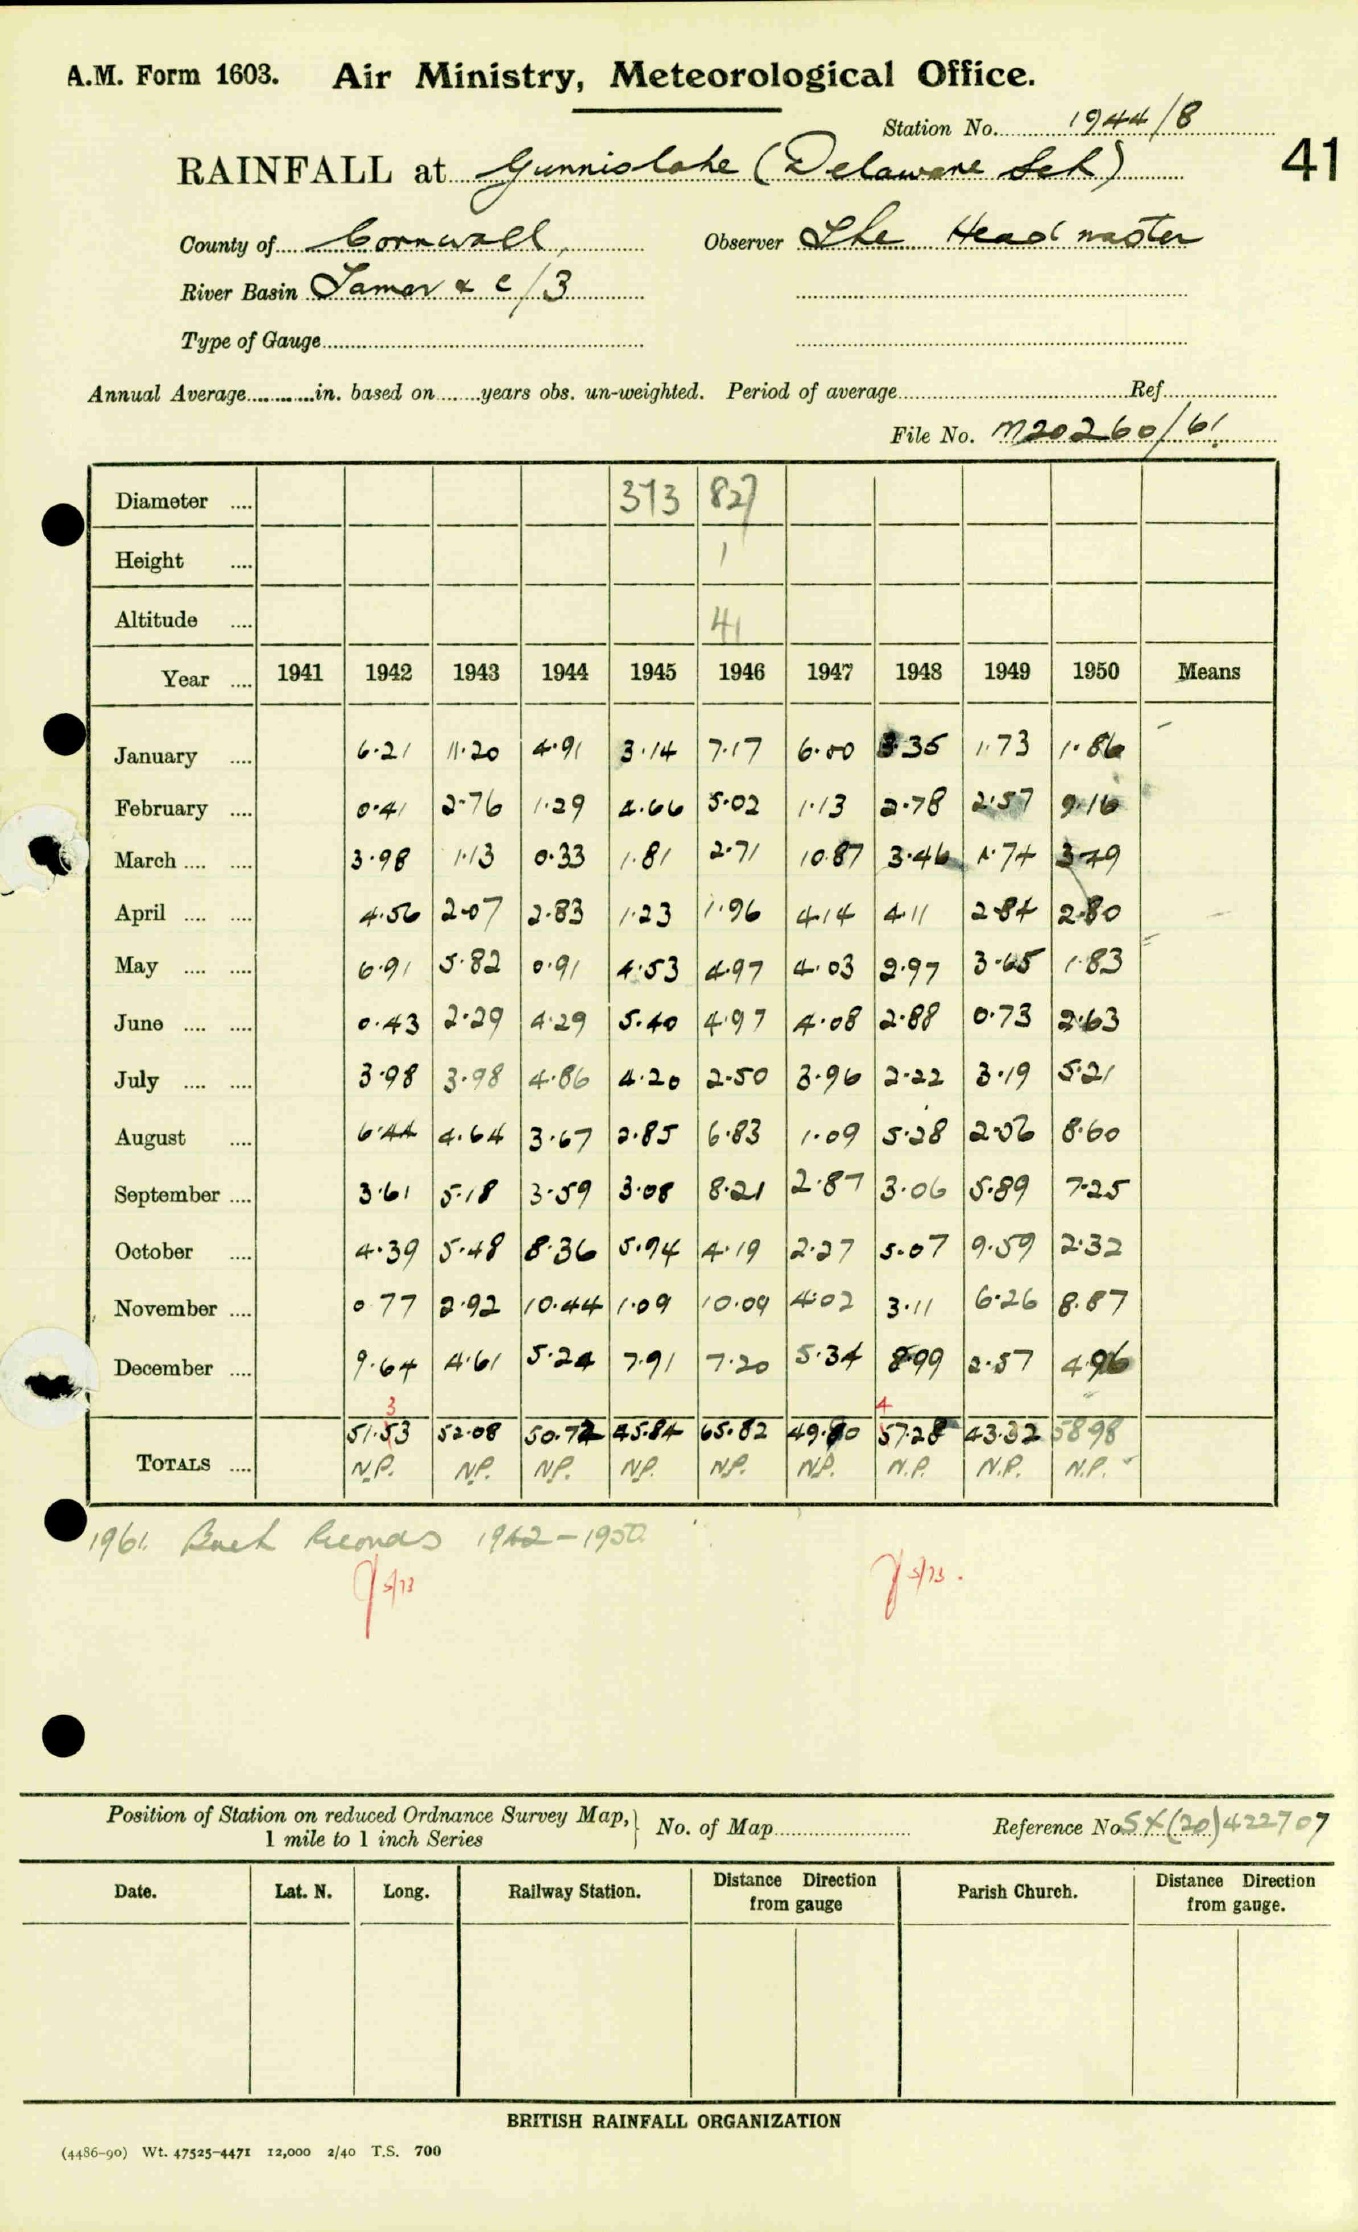 A.M. Form 1603. Air Ministry, Meteorological Office.
Station No. 1944/8
41
RAINFALL at Gunnislake (Delaware Sch)
County of Cornwall, Observer The Headmaster
River Basin Tamar & c/3
Type of Gauge
Annual Average in. based on years obs. un-weighted. Period of average Ref.
File No. M20260/61
Diameter 373 827
Height 1
Altitude 41
Year 1941 1942 1943 1944 1945 1946 1947 1948 1949 1950 Means
January 6.21 11.20 4.91 3.14 7.17 6.00 3.35 1.73 1.86
February 0.41 2.76 1.29 4.66 5.02 1.13 2.78 2.57 9.16
March 3.98 1.13 0.33 1.81 2.71 10.87 3.46 1.74 3.49
April 4.56 2.07 2.83 1.23 1.96 4.14 4.11 2.84 2.80
May 6.91 5.82 0.91 4.53 4.97 4.03 2.97 3.65 1.83
June 0.43 2.29 4.29 5.40 4.97 4.08 2.88 0.73 2.63
July 3.98 3.98 4.86 4.20 2.50 3.96 2.22 3.19 5.21
August 6.44 4.64 3.67 2.85 6.83 1.09 5.28 2.06 8.60
September 3.61 5.18 3.59 3.08 8.21 2.87 3.06 5.89 7.25
October 4.39 5.48 8.36 5.94 4.19 2.27 5.07 9.59 2.32
November 0.77 2.92 10.44 1.09 10.09 4.02 3.11 6.26 8.87
December 9.64 4.61 5.24 7.91 7.20 5.34 8.99 2.57 4.96
3 4
51.53 52.08 50.72 45.84 65.82 49.80 57.28 43.32 58.98
TOTALS N.P. N.P. N.P. N.P. N.P. N.P. N.P. N.P. N.P.
1961. Back Records 1942-1950
5/73 5/73.
Position of Station on reduced Ordnance Survey Map, 1 mile to 1 inch Series No. of Map Reference No. SX(20)422707
Date. Lat. N. Long. Railway Station. Distance Direction from gauge Parish Church. Distance Direction from gauge.
BRITISH RAINFALL ORGANIZATION
(4486-90) Wt. 47525-4471 12,000 2/40 T.S. 700